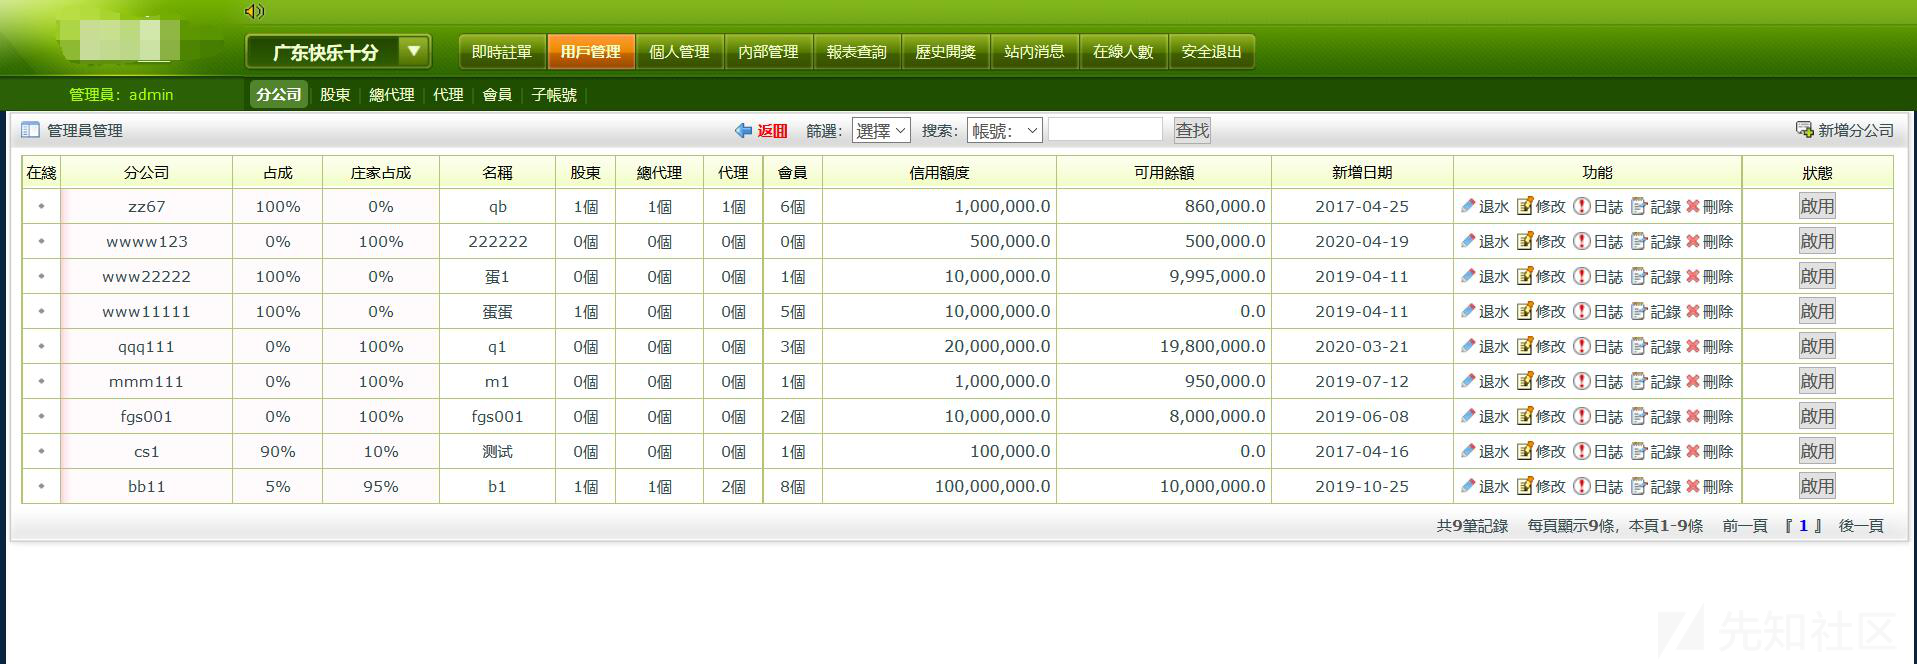 广东快乐十分 即時註單 用戶管理 個人管理 內部管理 報表查詢 歷史開獎 站內消息 在線人數 安全退出
管理員：admin 分公司 股東 總代理 代理 會員 子帳號
管理員管理 返囬 篩選： 選擇 搜索： 帳號： 查找 新增分公司
在綫 分公司 占成 庄家占成 名稱 股東 總代理 代理 會員 信用額度 可用餘額 新增日期 功能 狀態
zz67 100% 0% qb 1個 1個 1個 6個 1,000,000.0 860,000.0 2017-04-25 退水 修改 日誌 記錄 刪除 啟用
wwww123 0% 100% 222222 0個 0個 0個 0個 500,000.0 500,000.0 2020-04-19 退水 修改 日誌 記錄 刪除 啟用
www22222 100% 0% 蛋1 0個 0個 0個 1個 10,000,000.0 9,995,000.0 2019-04-11 退水 修改 日誌 記錄 刪除 啟用
www11111 100% 0% 蛋蛋 1個 0個 0個 5個 10,000,000.0 0.0 2019-04-11 退水 修改 日誌 記錄 刪除 啟用
qqq111 0% 100% q1 0個 0個 0個 3個 20,000,000.0 19,800,000.0 2020-03-21 退水 修改 日誌 記錄 刪除 啟用
mmm111 0% 100% m1 0個 0個 0個 1個 1,000,000.0 950,000.0 2019-07-12 退水 修改 日誌 記錄 刪除 啟用
fgs001 0% 100% fgs001 0個 0個 0個 2個 10,000,000.0 8,000,000.0 2019-06-08 退水 修改 日誌 記錄 刪除 啟用
cs1 90% 10% 测试 0個 0個 0個 1個 100,000.0 0.0 2017-04-16 退水 修改 日誌 記錄 刪除 啟用
bb11 5% 95% b1 1個 1個 2個 8個 100,000,000.0 10,000,000.0 2019-10-25 退水 修改 日誌 記錄 刪除 啟用
共9筆記錄 每頁顯示9條，本頁1-9條 前一頁 『 1 』 後一頁
先知社区